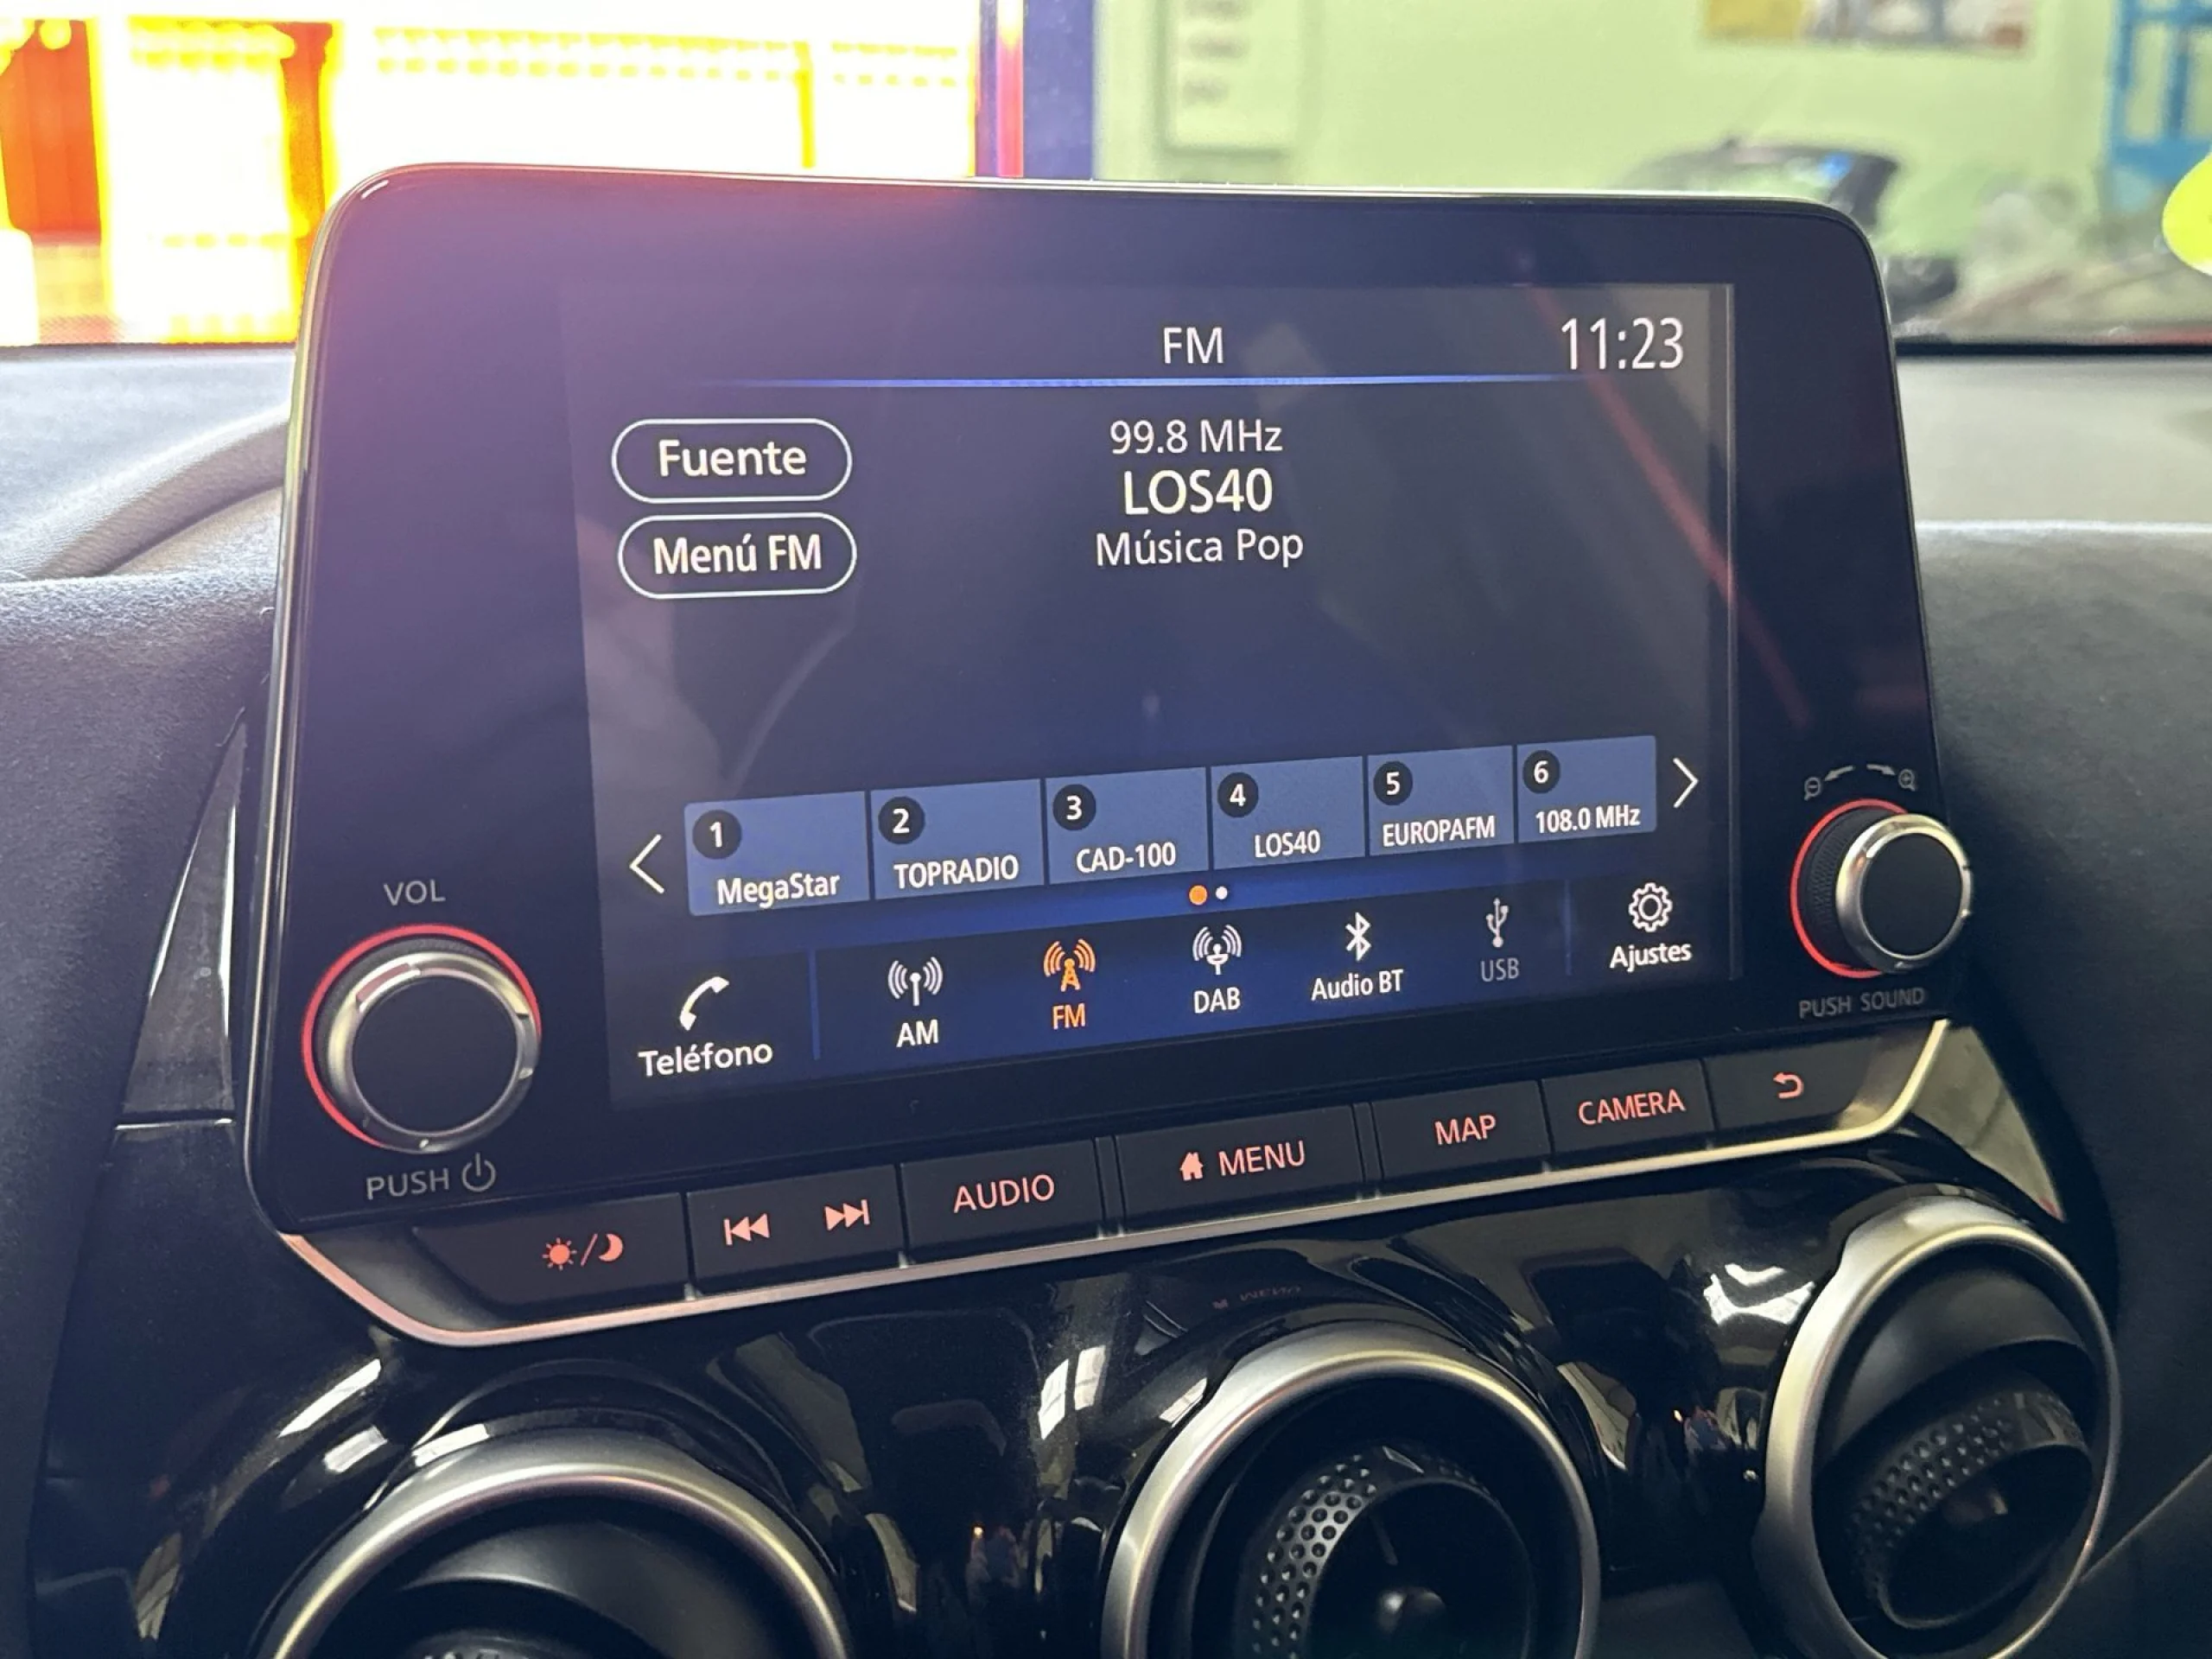 FM
11:23
Fuente
99.8 MHz
LOS40
Menú FM
Música Pop
1
MegaStar
2
TOPRADIO
3
CAD-100
4
LOS40
5
EUROPAFM
6
108.0 MHz
Teléfono
AM
FM
DAB
Audio BT
USB
Ajustes
VOL
PUSH
PUSH SOUND
AUDIO
MENU
MAP
CAMERA